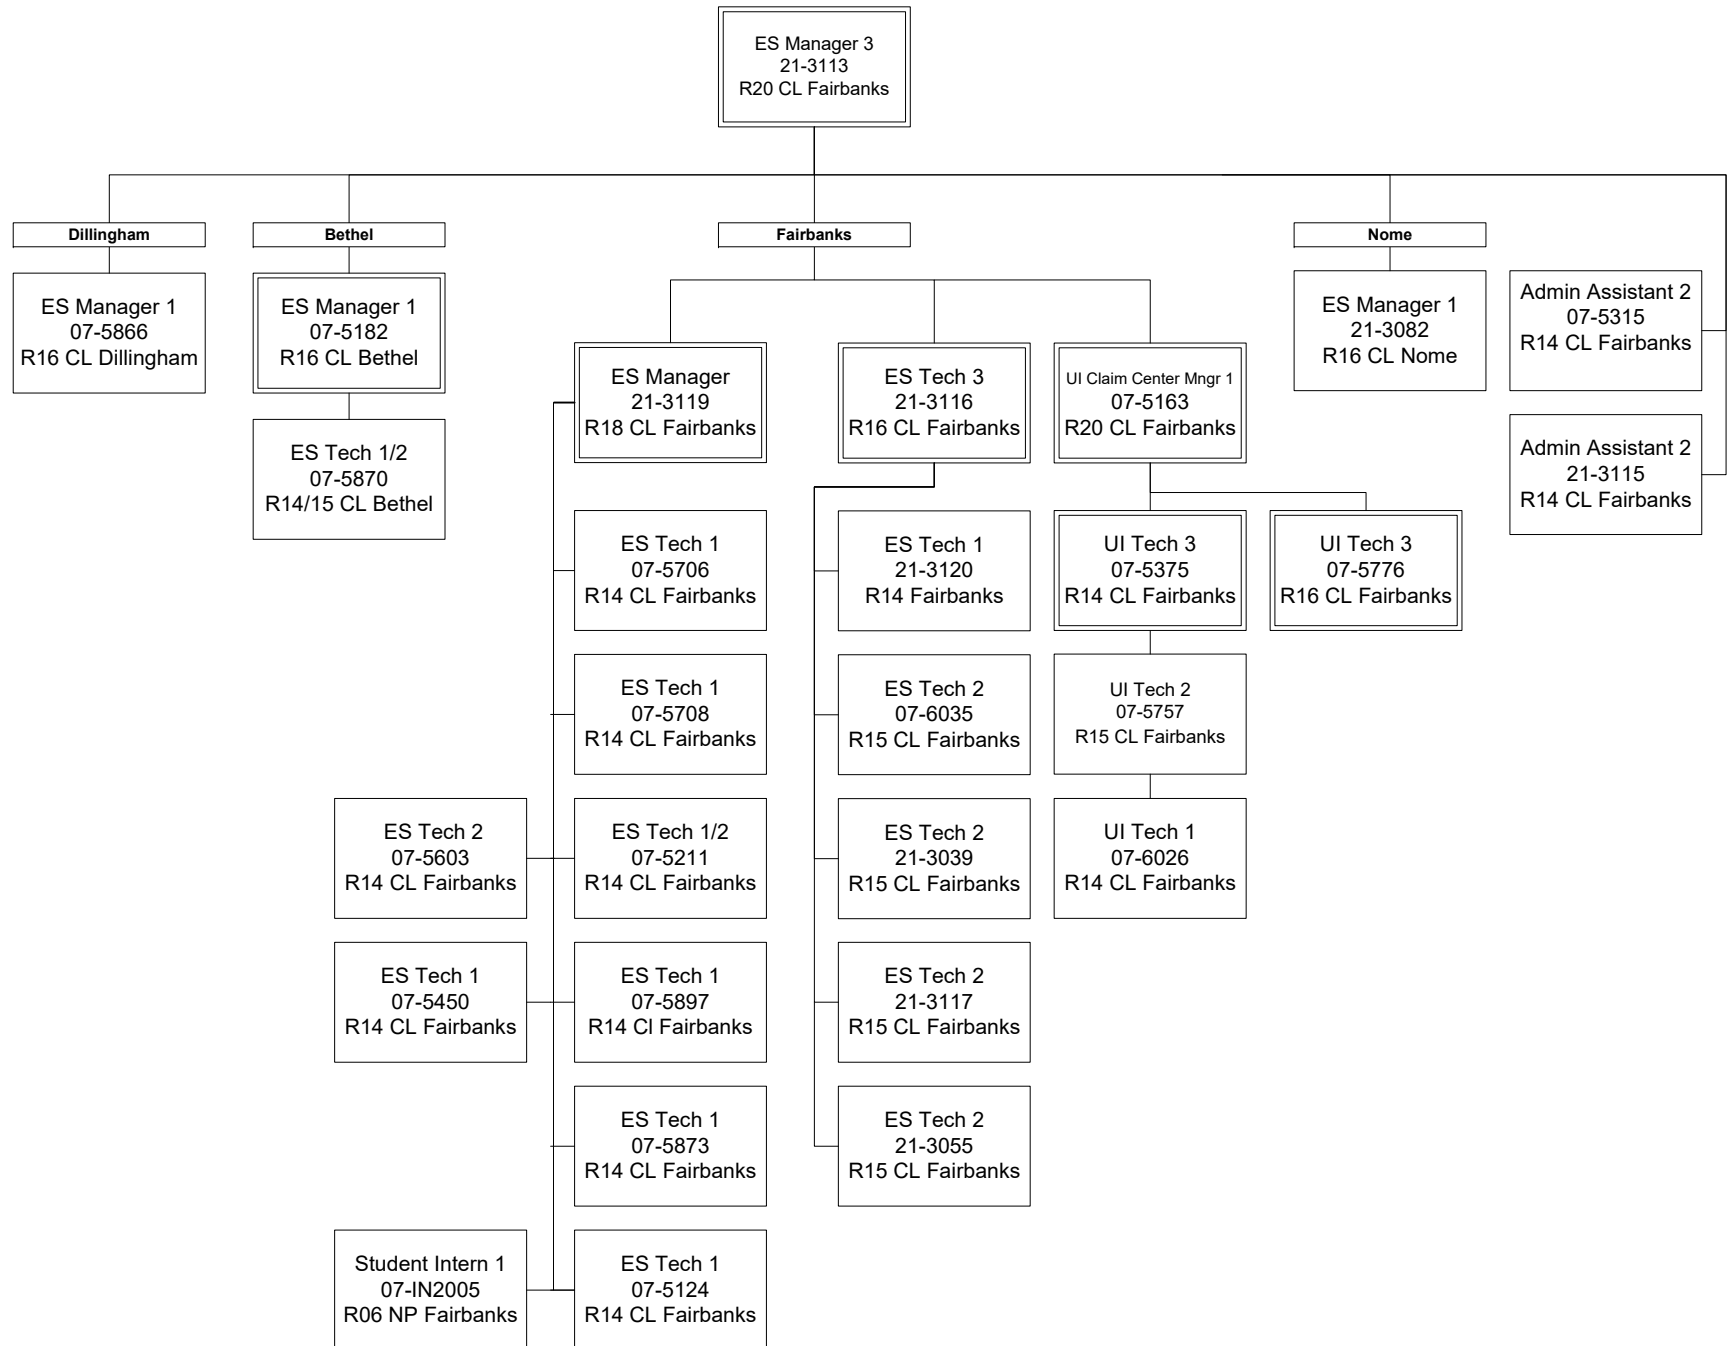 ES Manager 3
21-3113
R20 CL Fairbanks
Dillingham
Bethel
Fairbanks
Nome
ES Manager 1
07-5866
R16 CL Dillingham
ES Manager 1
07-5182
R16 CL Bethel
ES Tech 1/2
07-5870
R14/15 CL Bethel
ES Manager
21-3119
R18 CL Fairbanks
ES Tech 3
21-3116
R16 CL Fairbanks
UI Claim Center Mngr 1
07-5163
R20 CL Fairbanks
ES Manager 1
21-3082
R16 CL Nome
Admin Assistant 2
07-5315
R14 CL Fairbanks
Admin Assistant 2
21-3115
R14 CL Fairbanks
ES Tech 1
07-5706
R14 CL Fairbanks
ES Tech 1
21-3120
R14 Fairbanks
UI Tech 3
07-5375
R14 CL Fairbanks
UI Tech 3
07-5776
R16 CL Fairbanks
ES Tech 1
07-5708
R14 CL Fairbanks
ES Tech 2
07-6035
R15 CL Fairbanks
UI Tech 2
07-5757
R15 CL Fairbanks
ES Tech 2
07-5603
R14 CL Fairbanks
ES Tech 1/2
07-5211
R14 CL Fairbanks
ES Tech 2
21-3039
R15 CL Fairbanks
UI Tech 1
07-6026
R14 CL Fairbanks
ES Tech 1
07-5450
R14 CL Fairbanks
ES Tech 1
07-5897
R14 Cl Fairbanks
ES Tech 2
21-3117
R15 CL Fairbanks
ES Tech 1
07-5873
R14 CL Fairbanks
ES Tech 2
21-3055
R15 CL Fairbanks
Student Intern 1
07-IN2005
R06 NP Fairbanks
ES Tech 1
07-5124
R14 CL Fairbanks